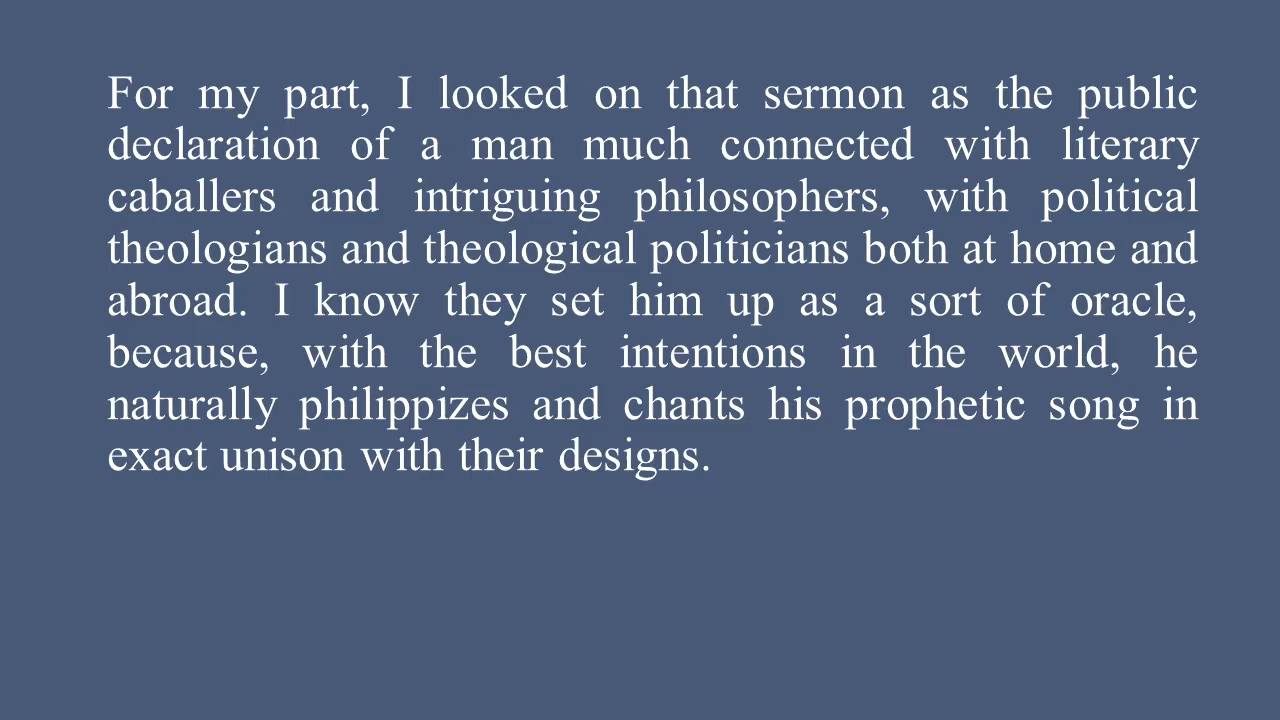 For my part, I looked on that sermon as the public
declaration of a man much connected with literary
caballers and intriguing philosophers, with political
theologians and theological politicians both at home and
abroad. I know they set him up as a sort of oracle,
because, with the best intentions in the world, he
naturally philippizes and chants his prophetic song in
exact unison with their designs.